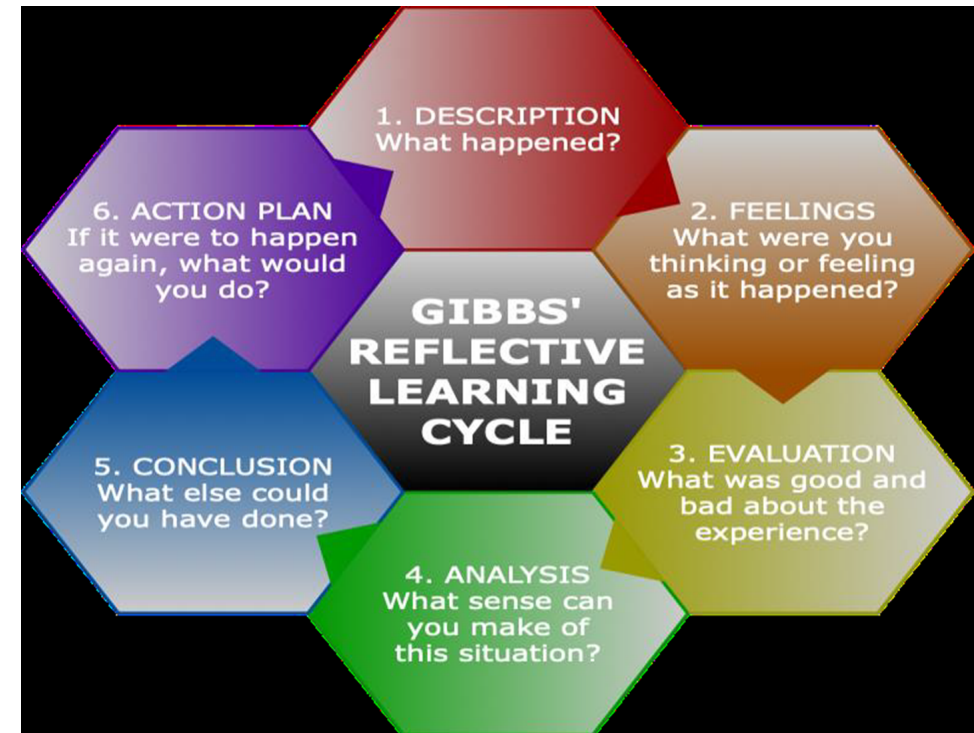 1. DESCRIPTION
What happened?
2. FEELINGS
What were you
thinking or feeling
as it happened?
3. EVALUATION
What was good and
bad about the
experience?
4. ANALYSIS
What sense can
you make of
this situation?
5. CONCLUSION
What else could
you have done?
6. ACTION PLAN
If it were to happen
again, what would
you do?
GIBBS'
REFLECTIVE
LEARNING
CYCLE